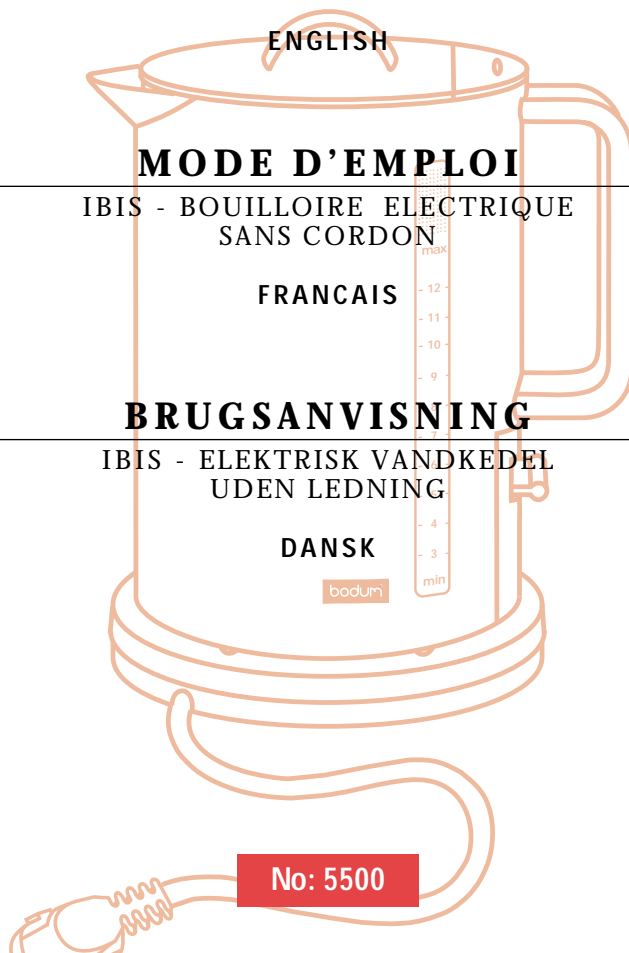 ENGLISH
MODE D'EMPLOI
IBIS - BOUILLOIRE ELECTRIQUE
SANS CORDON
max
FRANCAIS
- 12 -
- 11 -
- 10 -
- 9 -
BRUGSANVISNING
IBIS - ELEKTRISK VANDKEDEL
UDEN LEDNING
- 4 -
DANSK
- 3 -
min
bodum
No: 5500